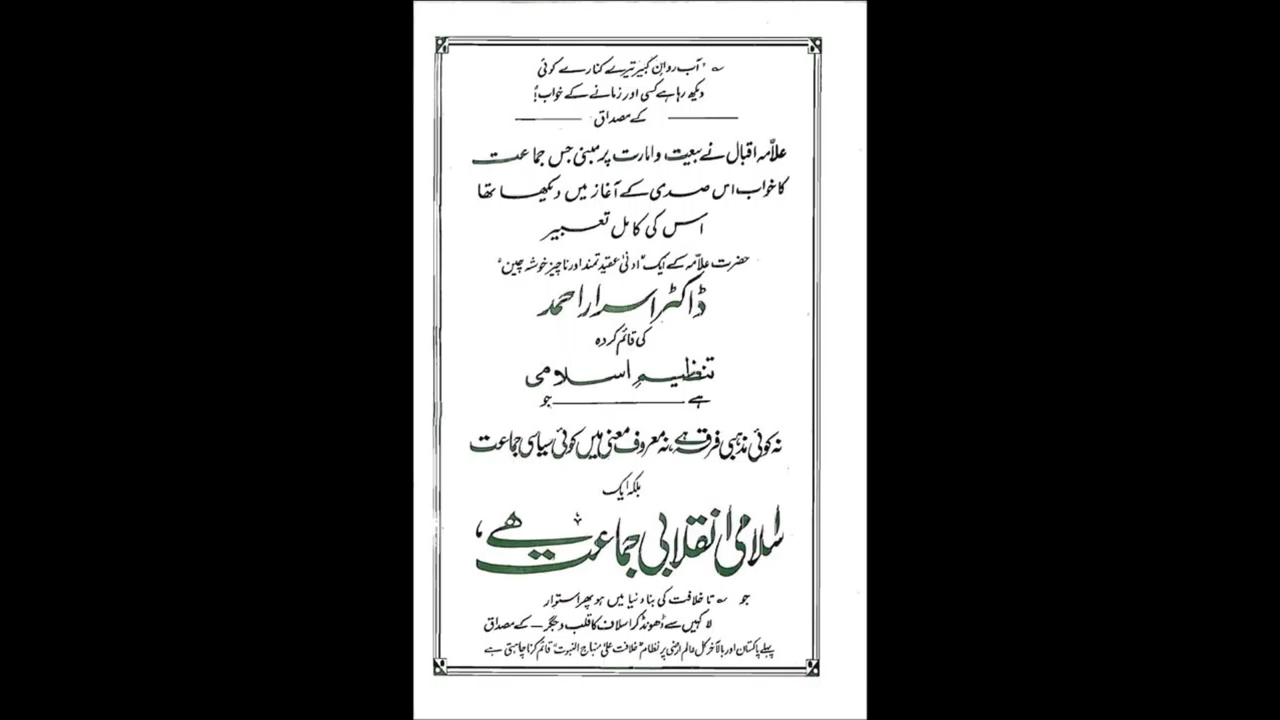 ؎ "آب روانِ کبیر تیرے کنارے کوئی
دیکھ رہا ہے کسی اور زمانے کے خواب!"
کے مصداق
علامہ اقبال نے بیعت و امارت پر مبنی جس جماعت
کا خواب اس صدی کے آغاز میں دیکھا تھا
اس کی کامل تعبیر
حضرت علامہ کے ایک "ادنیٰ عقیدتمند اور ناچیز خوشہ چین"
ڈاکٹر اسرار احمد
کی قائم کردہ
تنظیمِ اسلامی
ہے جو
نہ کوئی مذہبی فرقہ ہے، نہ معروف معنی میں کوئی سیاسی جماعت
بلکہ ایک
اسلامی انقلابی جماعت ہے،
جو ؎ تا خلافت کی بنا دنیا میں ہو پھر استوار
لا کہیں سے ڈھونڈ کر اسلاف کا قلب و جگر — کے مصداق
پہلے پاکستان اور بالآخر کل عالم ارضی پر نظام "خلافت علیٰ منہاج النبوت" قائم کرنا چاہتی ہے